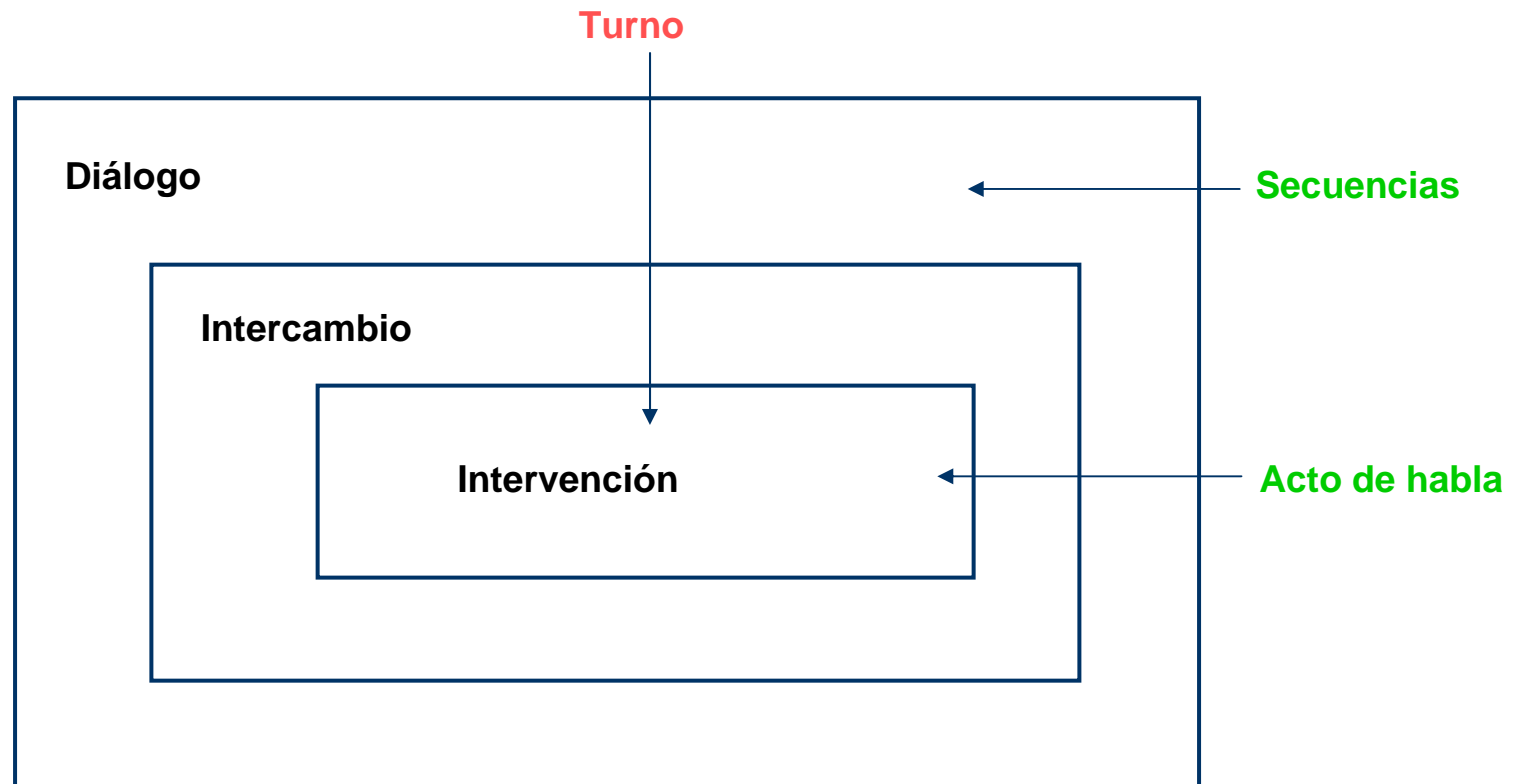 Turno
Diálogo
Secuencias
Intercambio
Intervención
Acto de habla